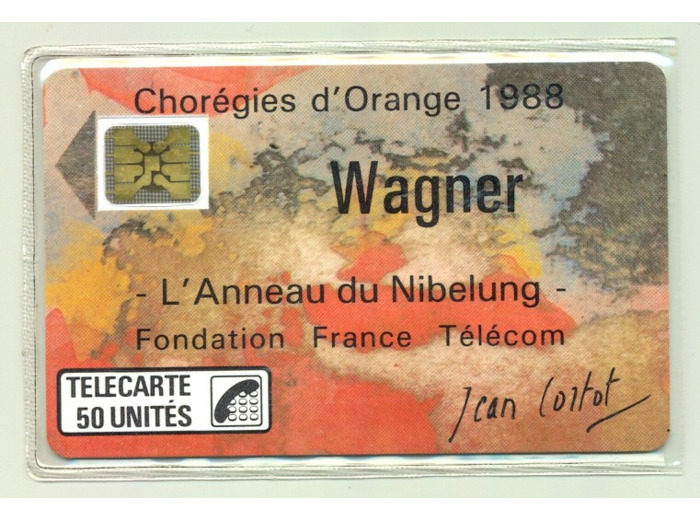 Chorégies d'Orange 1988
Wagner
- L'Anneau du Nibelung -
Fondation France Télécom
TELECARTE
50 UNITÉS
Jean Cortot